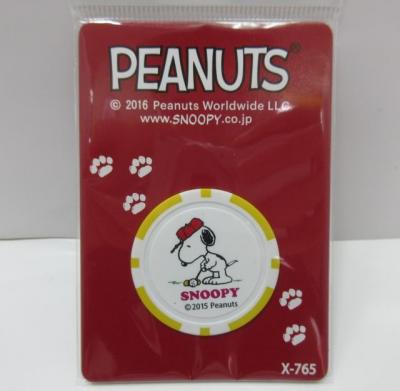 PEANUTS®
© 2016 Peanuts Worldwide LLC
www.SNOOPY.co.jp
SNOOPY
©2015 Peanuts
X-765